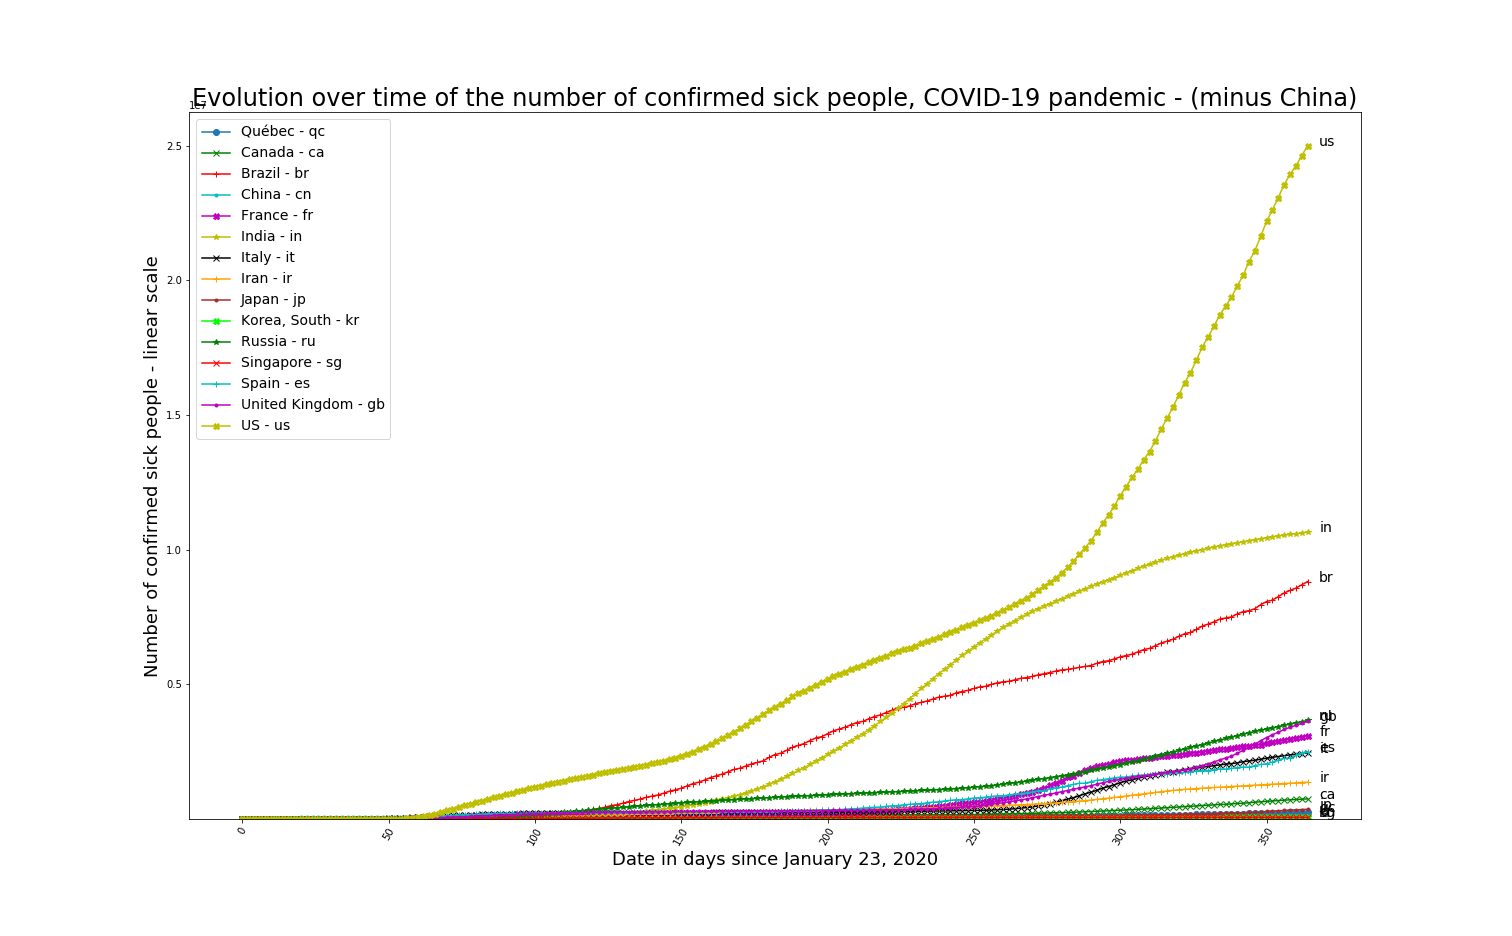 Evolution over time of the number of confirmed sick people, COVID-19 pandemic - (minus China)
1e7
Québec - qc
Canada - ca
Brazil - br
China - cn
France - fr
India - in
Italy - it
Iran - ir
Japan - jp
Korea, South - kr
Russia - ru
Singapore - sg
Spain - es
United Kingdom - gb
US - us
Number of confirmed sick people - linear scale
2.5
2.0
1.5
1.0
0.5
us
in
br
ru
gb
fr
es
it
ir
ca
jp
sg
0
50
100
150
200
250
300
350
Date in days since January 23, 2020